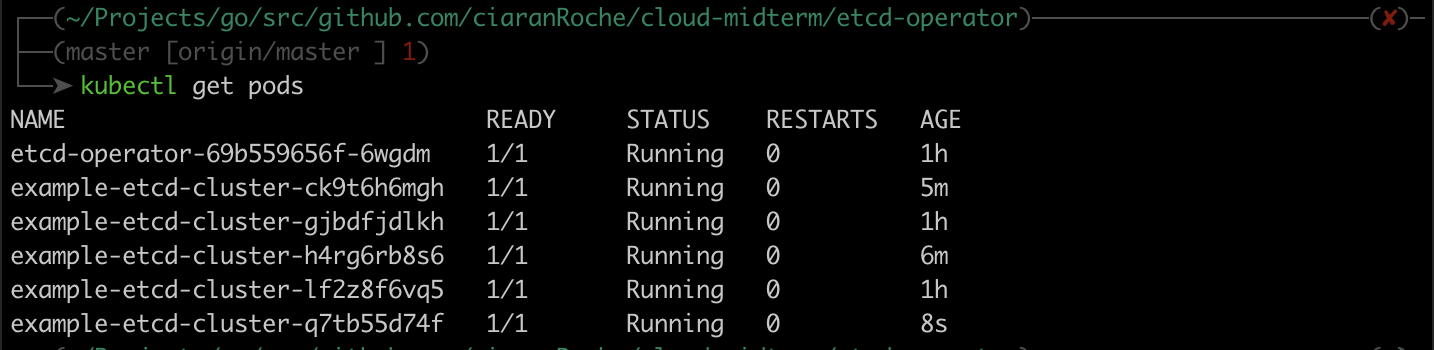 (~/Projects/go/src/github.com/ciaranRoche/cloud-midterm/etcd-operator) (✘)
(master [origin/master ] 1)
➤ kubectl get pods
NAME READY STATUS RESTARTS AGE
etcd-operator-69b559656f-6wgdm 1/1 Running 0 1h
example-etcd-cluster-ck9t6h6mgh 1/1 Running 0 5m
example-etcd-cluster-gjbdfjdlkh 1/1 Running 0 1h
example-etcd-cluster-h4rg6rb8s6 1/1 Running 0 6m
example-etcd-cluster-lf2z8f6vq5 1/1 Running 0 1h
example-etcd-cluster-q7tb55d74f 1/1 Running 0 8s